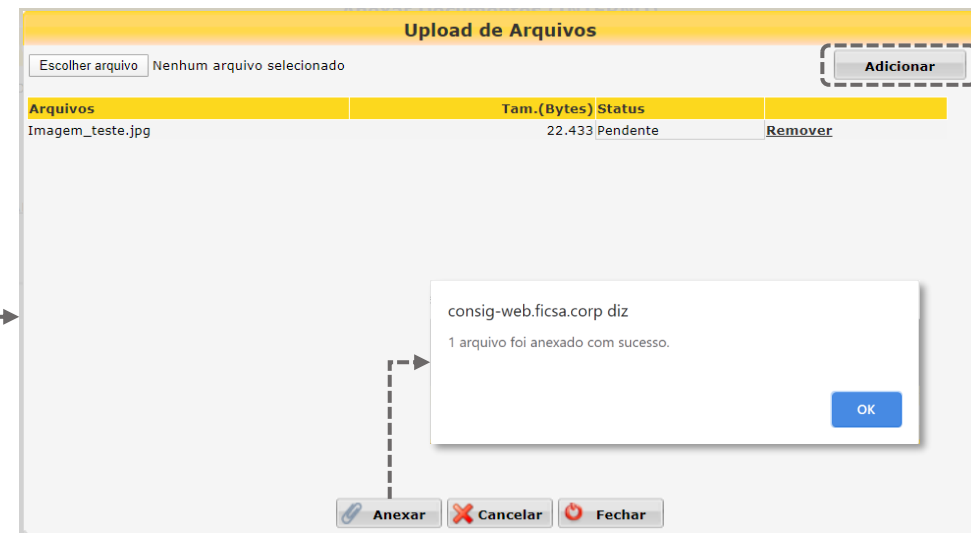 Upload de Arquivos
Escolher arquivo Nenhum arquivo selecionado Adicionar
Arquivos Tam.(Bytes) Status
Imagem_teste.jpg 22.433 Pendente Remover
consig-web.ficsa.corp diz
1 arquivo foi anexado com sucesso.
OK
Anexar Cancelar Fechar